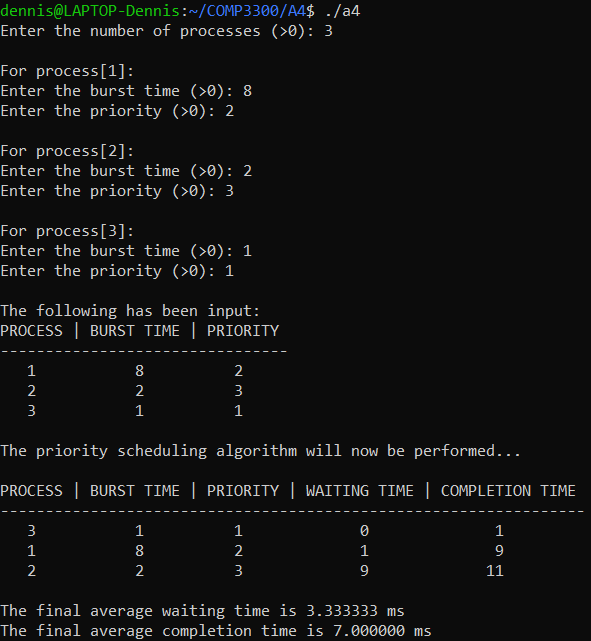 dennis@LAPTOP-Dennis:~/COMP3300/A4$ ./a4
Enter the number of processes (>0): 3

For process[1]:
Enter the burst time (>0): 8
Enter the priority (>0): 2

For process[2]:
Enter the burst time (>0): 2
Enter the priority (>0): 3

For process[3]:
Enter the burst time (>0): 1
Enter the priority (>0): 1

The following has been input:
PROCESS | BURST TIME | PRIORITY
--------------------------------
   1           8          2
   2           2          3
   3           1          1

The priority scheduling algorithm will now be performed...

PROCESS | BURST TIME | PRIORITY | WAITING TIME | COMPLETION TIME
-----------------------------------------------------------------
   3           1          1             0              1
   1           8          2             1              9
   2           2          3             9             11

The final average waiting time is 3.333333 ms
The final average completion time is 7.000000 ms